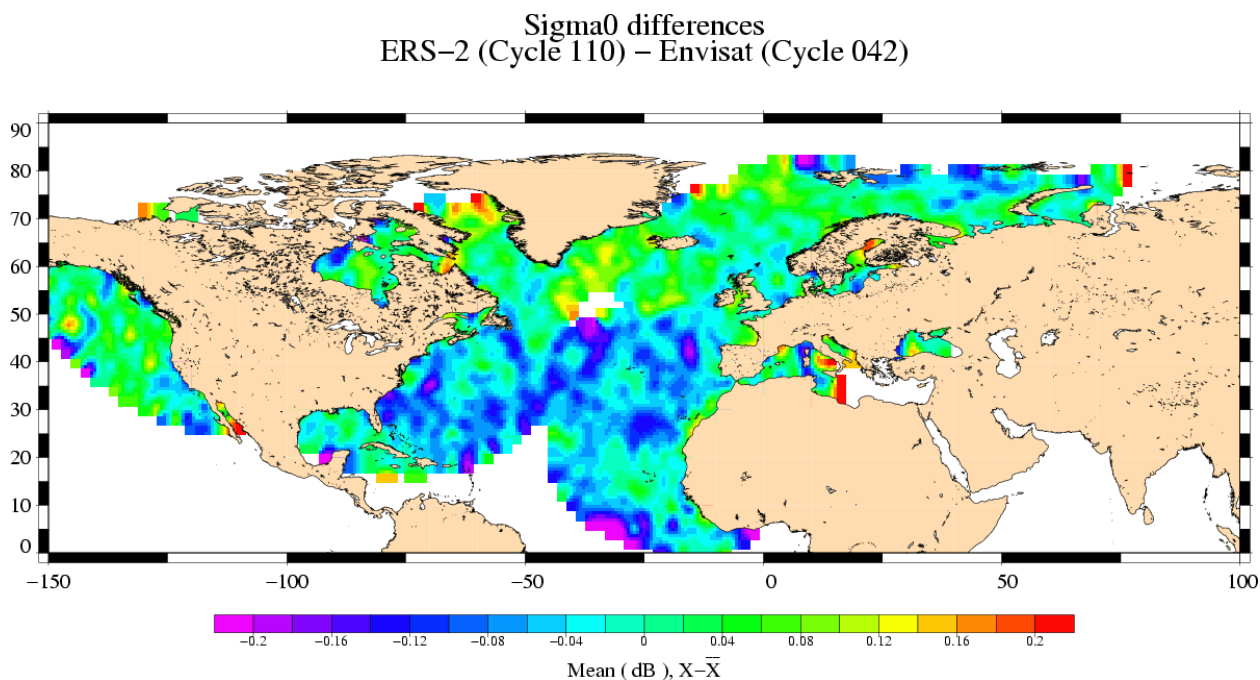 Sigma0 differences
ERS−2 (Cycle 110) − Envisat (Cycle 042)
90
80
70
60
50
40
30
20
10
0
−150 −100 −50 0 50 100
−0.2 −0.16 −0.12 −0.08 −0.04 0 0.04 0.08 0.12 0.16 0.2
Mean ( dB ), X−X̿